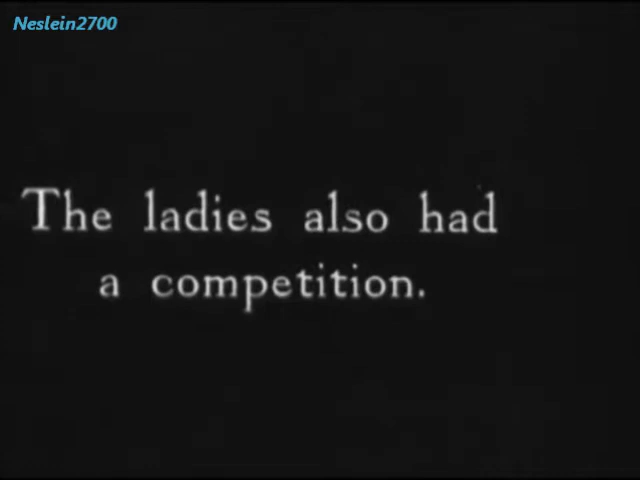 Neslein2700
The ladies also had
a competition.